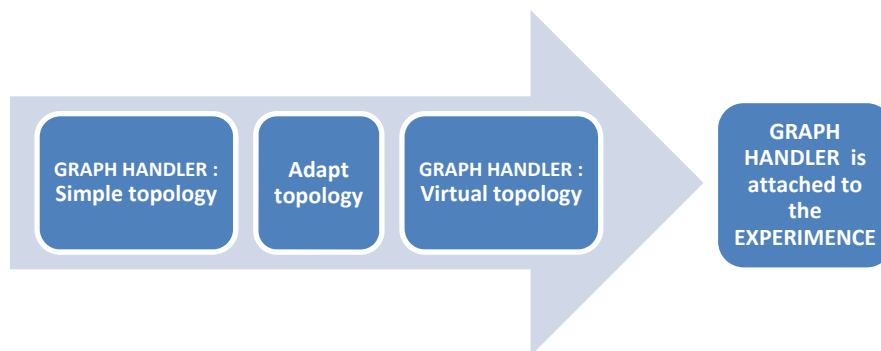 GRAPH HANDLER :
Simple topology
Adapt
topology
GRAPH HANDLER :
Virtual topology
GRAPH
HANDLER is
attached to
the
EXPERIMENCE